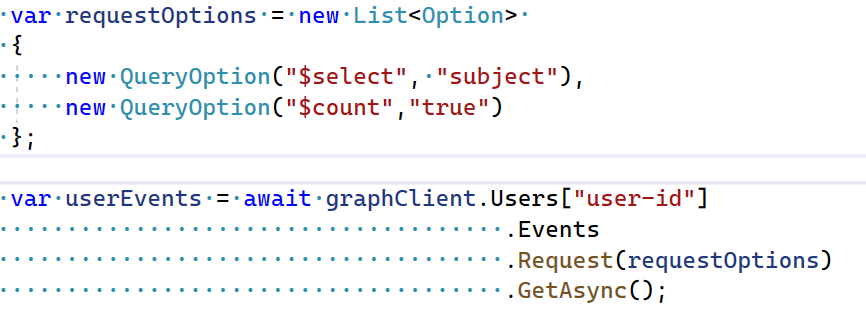 var requestOptions = new List<Option>
{
    new QueryOption("$select", "subject"),
    new QueryOption("$count","true")
};
var userEvents = await graphClient.Users["user-id"]
                                    .Events
                                    .Request(requestOptions)
                                    .GetAsync();